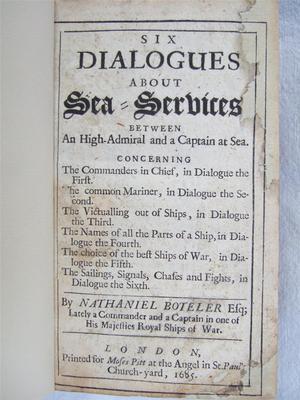 SIX
DIALOGUES
ABOUT
Sea=Services
BETWEEN
An High-Admiral and a Captain at Sea.
CONCERNING
The Commanders in Chief, in Dialogue the
First.
he common Mariner, in Dialogue the Se-
cond.
The Victualling out of Ships, in Dialogue
the Third.
The Names of all the Parts of a Ship, in Dia-
logue the Fourth.
The choice of the best Ships of War, in Dia-
logue the Fifth.
The Sailings, Signals, Chases and Fights, in
Dialogue the Sixth.
By NATHANIEL BOTELER Esq;
Lately a Commander and a Captain in one of
His Majesties Royal Ships of War.
LONDON,
Printed for Moses Pitt at the Angel in St. Paul's
Church-yard, 1685.